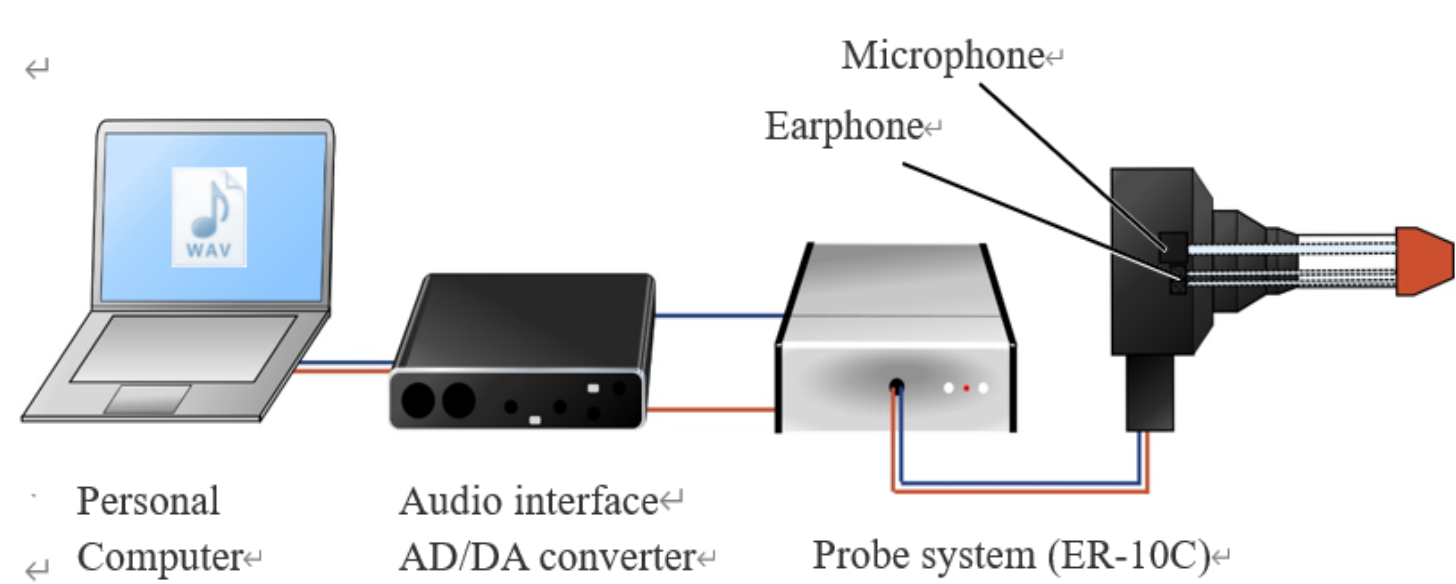 Microphone
Earphone
WAV
Personal
Computer
Audio interface
AD/DA converter
Probe system (ER-10C)